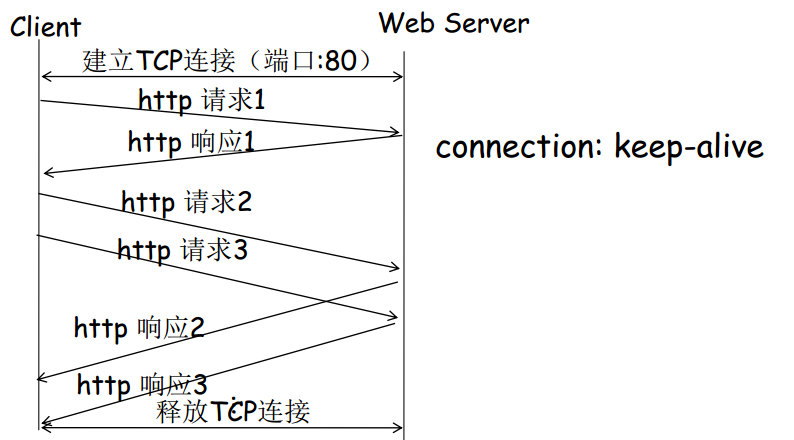 Client
Web Server
建立TCP连接（端口:80）
http 请求1
http 响应1
connection: keep-alive
http 请求2
http 请求3
http 响应2
http 响应3
释放TCP连接